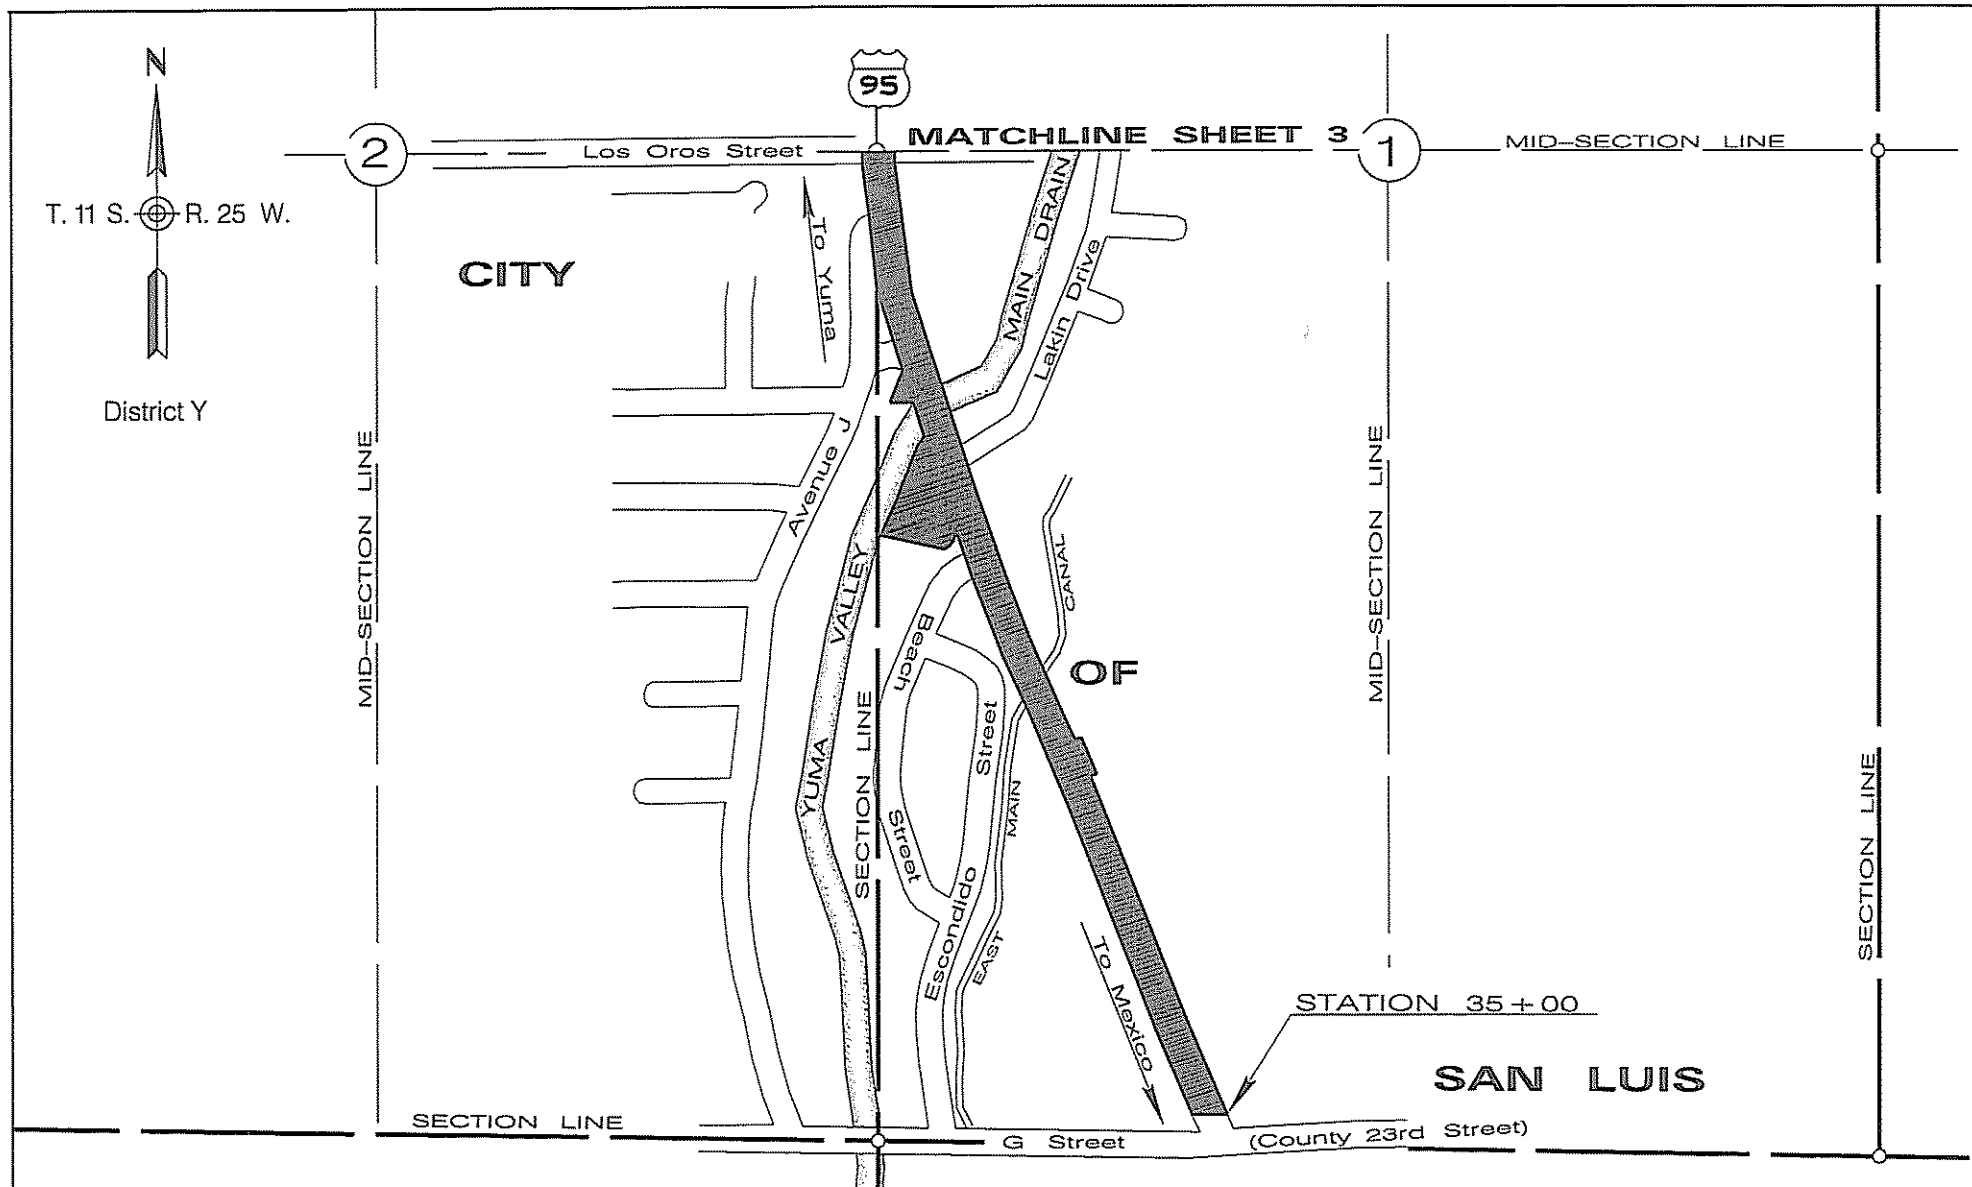 N
95
MATCHLINE SHEET 3
2
Los Oros Street
1
MID-SECTION LINE
T. 11 S. R. 25 W.
To Yuma
MAIN DRAIN
CITY
Lakin Drive
District Y
Avenue J
MID-SECTION LINE
MID-SECTION LINE
VALLEY
YUMA
CANAL
MAIN
EAST
Beach
Street
OF
SECTION LINE
Street
Escondido
SECTION LINE
To Mexico
STATION 35+00
SAN LUIS
SECTION LINE
G Street
(County 23rd Street)